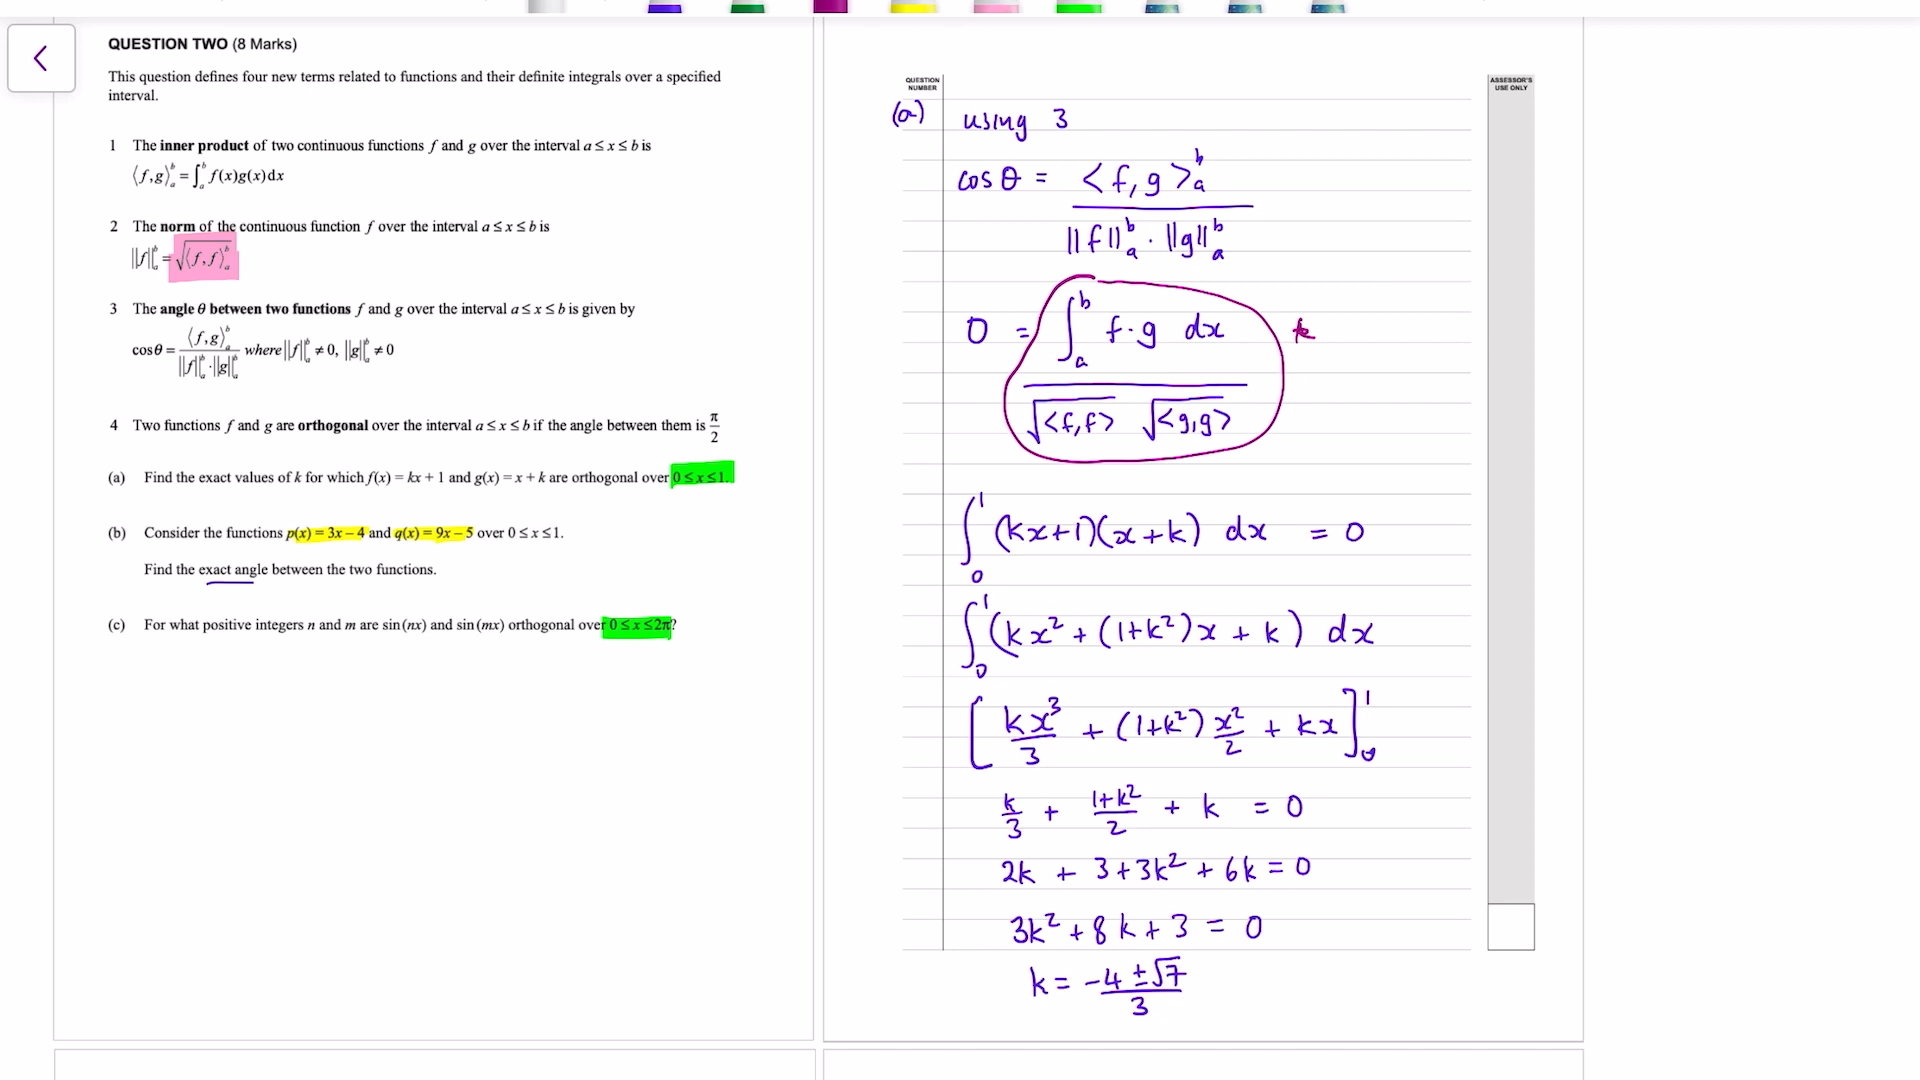 QUESTION TWO (8 Marks)
This question defines four new terms related to functions and their definite integrals over a specified
interval.
1 The inner product of two continuous functions f and g over the interval a ≤ x ≤ b is
⟨f,g⟩ₐᵇ = ∫ₐᵇ f(x)g(x)dx
2 The norm of the continuous function f over the interval a ≤ x ≤ b is
||f||ₐᵇ = √⟨f,f⟩ₐᵇ
3 The angle θ between two functions f and g over the interval a ≤ x ≤ b is given by
cosθ = ⟨f,g⟩ₐᵇ / (||f||ₐᵇ·||g||ₐᵇ) where ||f||ₐᵇ ≠ 0, ||g||ₐᵇ ≠ 0
4 Two functions f and g are orthogonal over the interval a ≤ x ≤ b if the angle between them is π/2
(a) Find the exact values of k for which f(x) = kx + 1 and g(x) = x + k are orthogonal over 0 ≤ x ≤ 1.
(b) Consider the functions p(x) = 3x – 4 and q(x) = 9x – 5 over 0 ≤ x ≤ 1.
Find the exact angle between the two functions.
(c) For what positive integers n and m are sin(nx) and sin(mx) orthogonal over 0 ≤ x ≤ 2π?
QUESTION
NUMBER
ASSESSOR'S
USE ONLY
(a) using 3
cos θ = <f,g>ₐᵇ / (||f||ₐᵇ · ||g||ₐᵇ)
0 = ∫ₐᵇ f·g dx / (√<f,f> √<g,g>) *
∫₀¹ (kx+1)(x+k) dx = 0
∫₀¹ (kx² + (1+k²)x + k) dx
[kx³/3 + (1+k²) x²/2 + kx]₀¹
k/3 + (1+k²)/2 + k = 0
2k + 3+3k² + 6k = 0
3k² + 8k + 3 = 0
k = (-4 ± √7)/3